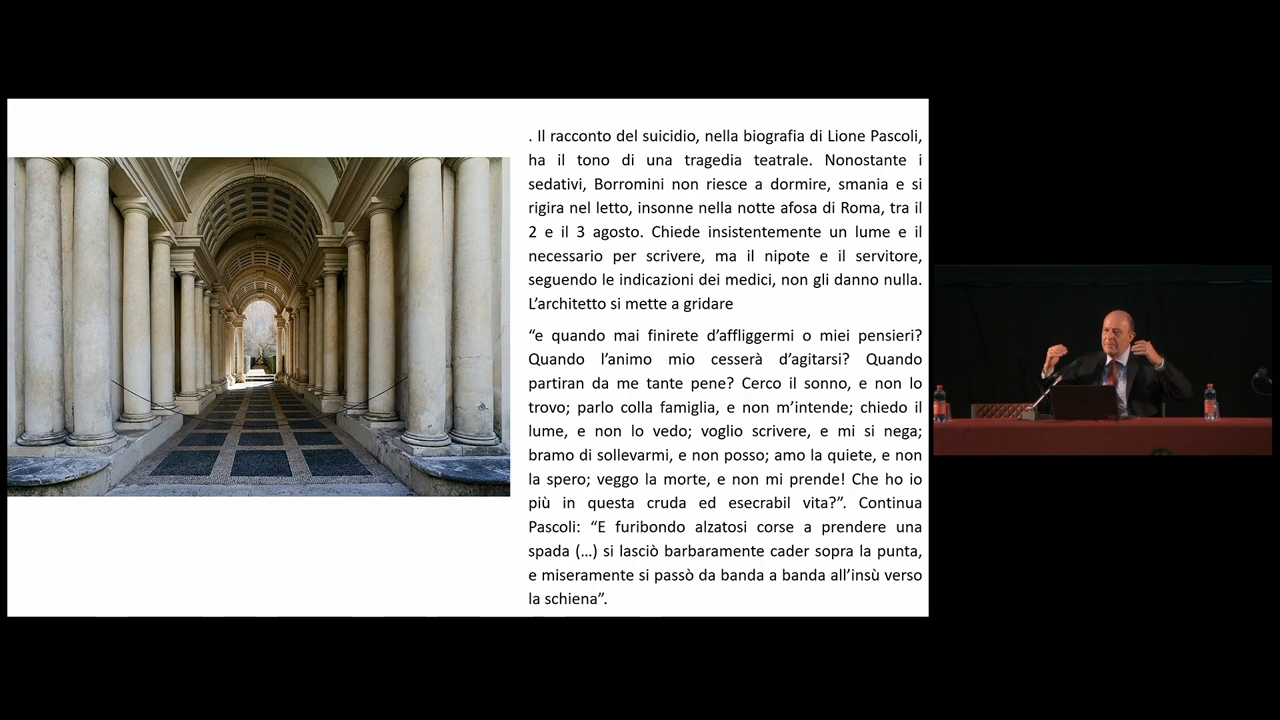 . Il racconto del suicidio, nella biografia di Lione Pascoli,
ha il tono di una tragedia teatrale. Nonostante i
sedativi, Borromini non riesce a dormire, smania e si
rigira nel letto, insonne nella notte afosa di Roma, tra il
2 e il 3 agosto. Chiede insistentemente un lume e il
necessario per scrivere, ma il nipote e il servitore,
seguendo le indicazioni dei medici, non gli danno nulla.
L’architetto si mette a gridare
“e quando mai finirete d’affliggermi o miei pensieri?
Quando l’animo mio cesserà d’agitarsi? Quando
partiran da me tante pene? Cerco il sonno, e non lo
trovo; parlo colla famiglia, e non m’intende; chiedo il
lume, e non lo vedo; voglio scrivere, e mi si nega;
bramo di sollevarmi, e non posso; amo la quiete, e non
la spero; veggo la morte, e non mi prende! Che ho io
più in questa cruda ed esecrabil vita?”. Continua
Pascoli: “E furibondo alzatosi corse a prendere una
spada (…) si lasciò barbaramente cader sopra la punta,
e miseramente si passò da banda a banda all’insù verso
la schiena”.